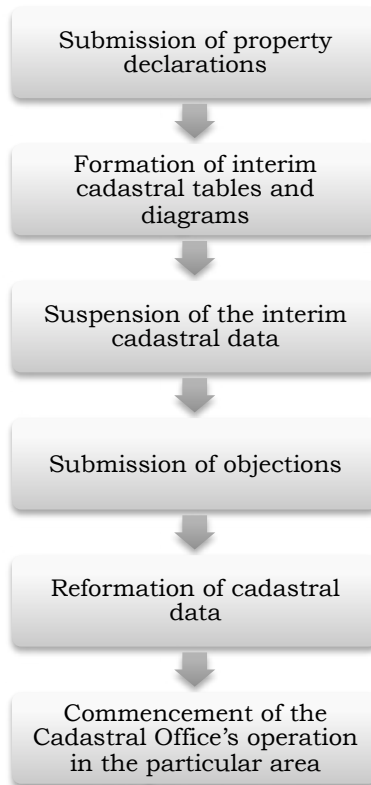 Submission of property
declarations
Formation of interim
cadastral tables and
diagrams
Suspension of the interim
cadastral data
Submission of objections
Reformation of cadastral
data
Commencement of the
Cadastral Office’s operation
in the particular area